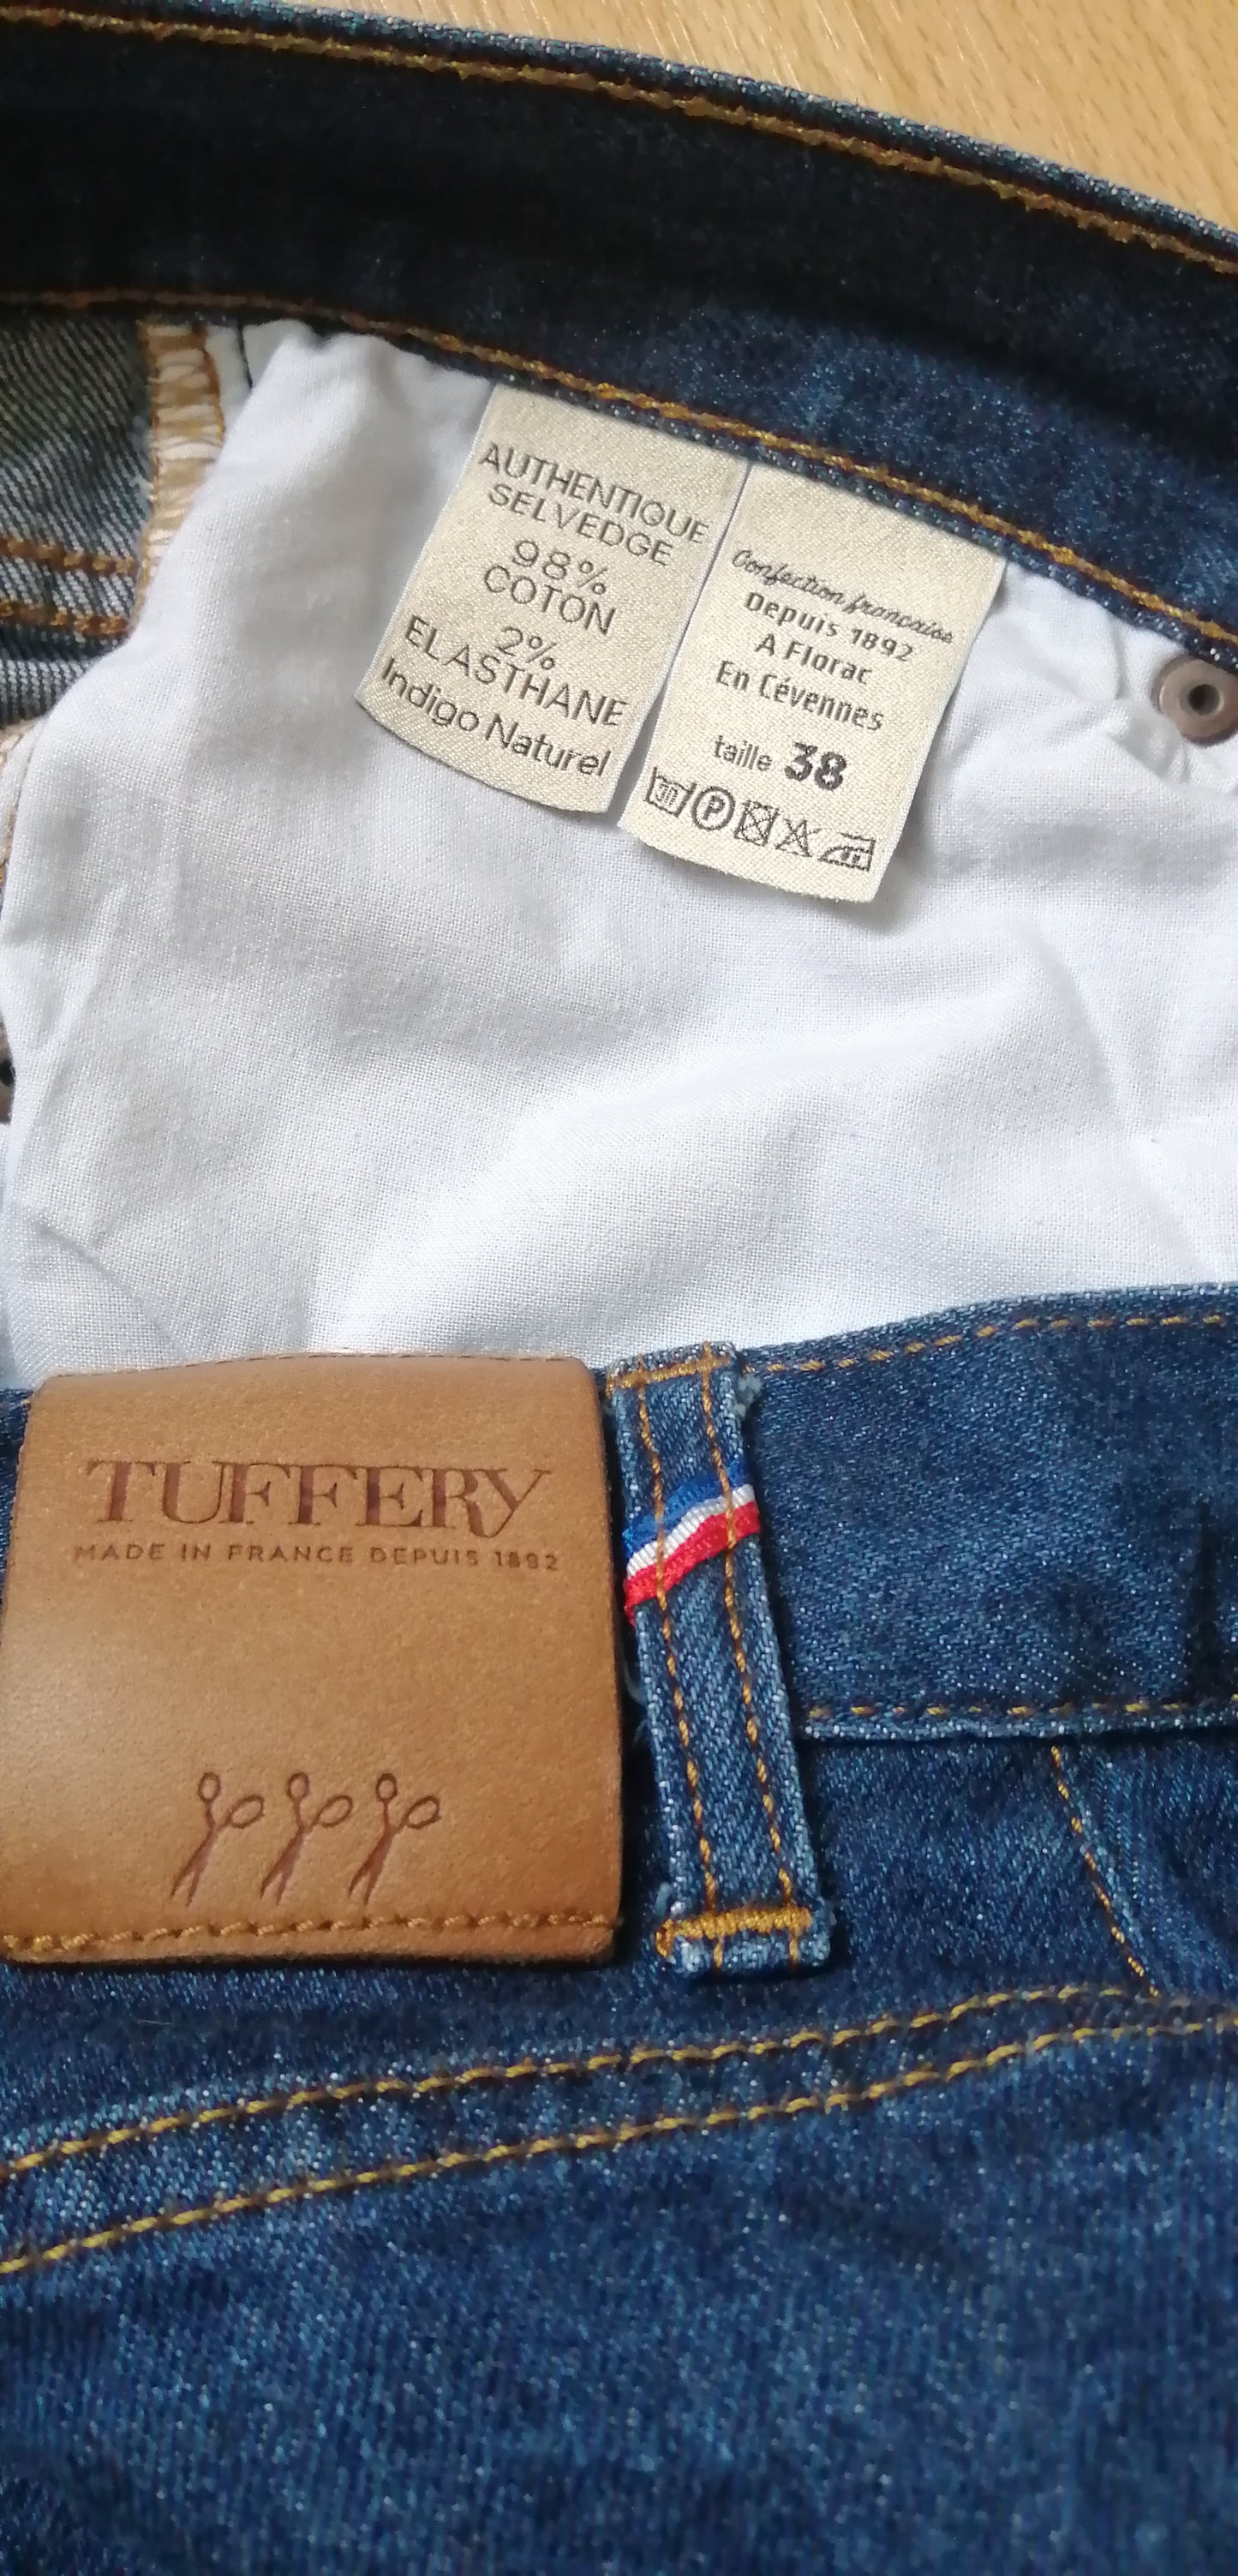 AUTHENTIQUE
SELVEDGE
98%
COTON
2%
ELASTHANE
Indigo Naturel
Confection française
Depuis 1892
A Florac
En Cévennes
taille 38
30 P
TUFFERY
MADE IN FRANCE DEPUIS 1892